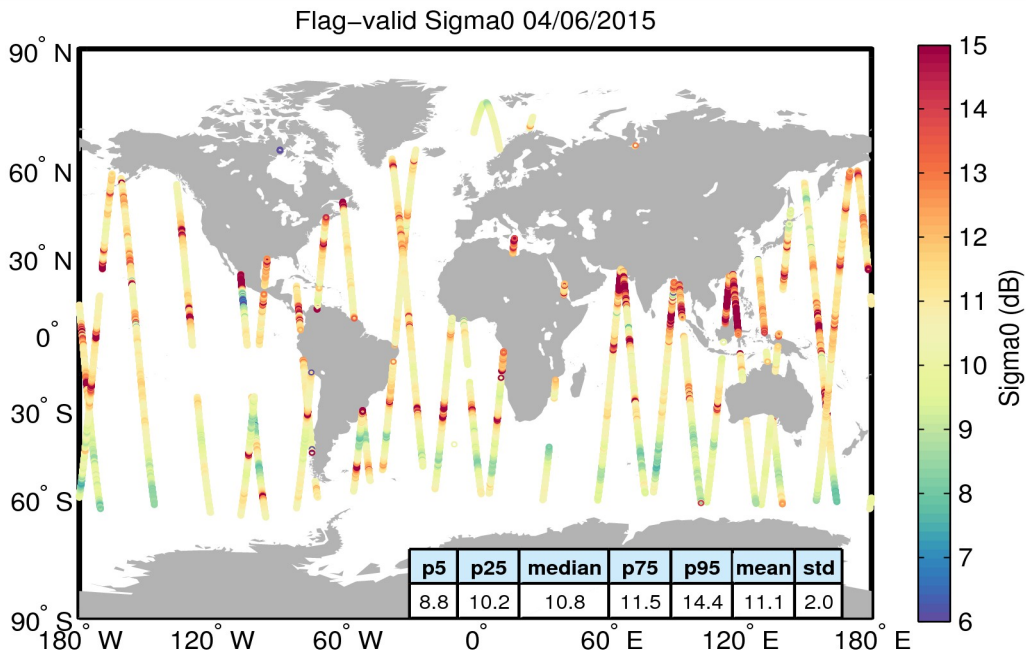 Flag−valid Sigma0 04/06/2015
90° N
60° N
30° N
0°
30° S
60° S
90° S
180° W
120° W
60° W
0°
60° E
120° E
180° E
15
14
13
12
11
10
9
8
7
6
Sigma0 (dB)
p5 p25 median p75 p95 mean std
8.8 10.2 10.8 11.5 14.4 11.1 2.0